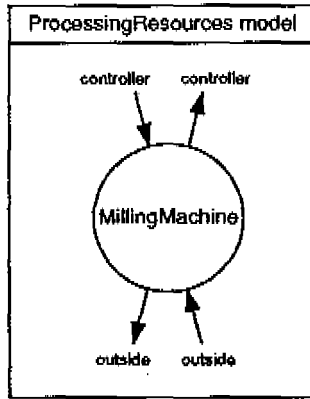 ProcessingResources model
controller controller
MillingMachine
outside outside